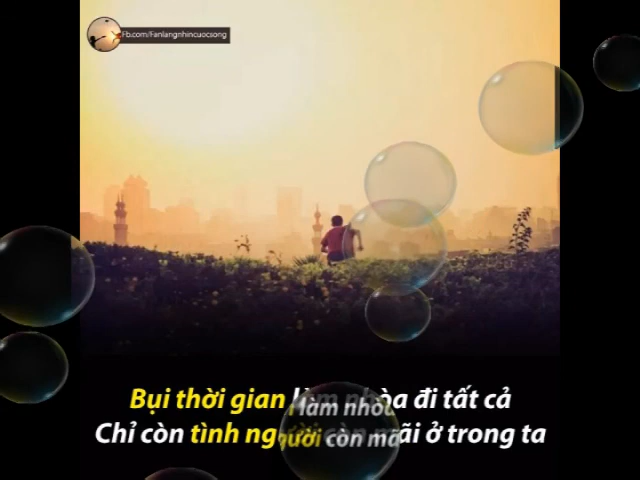 Fb.com/Fanlangnhincuocsong
Bụi thời gian làm nhòa đi tất cả
Chỉ còn tình người còn mãi ở trong ta